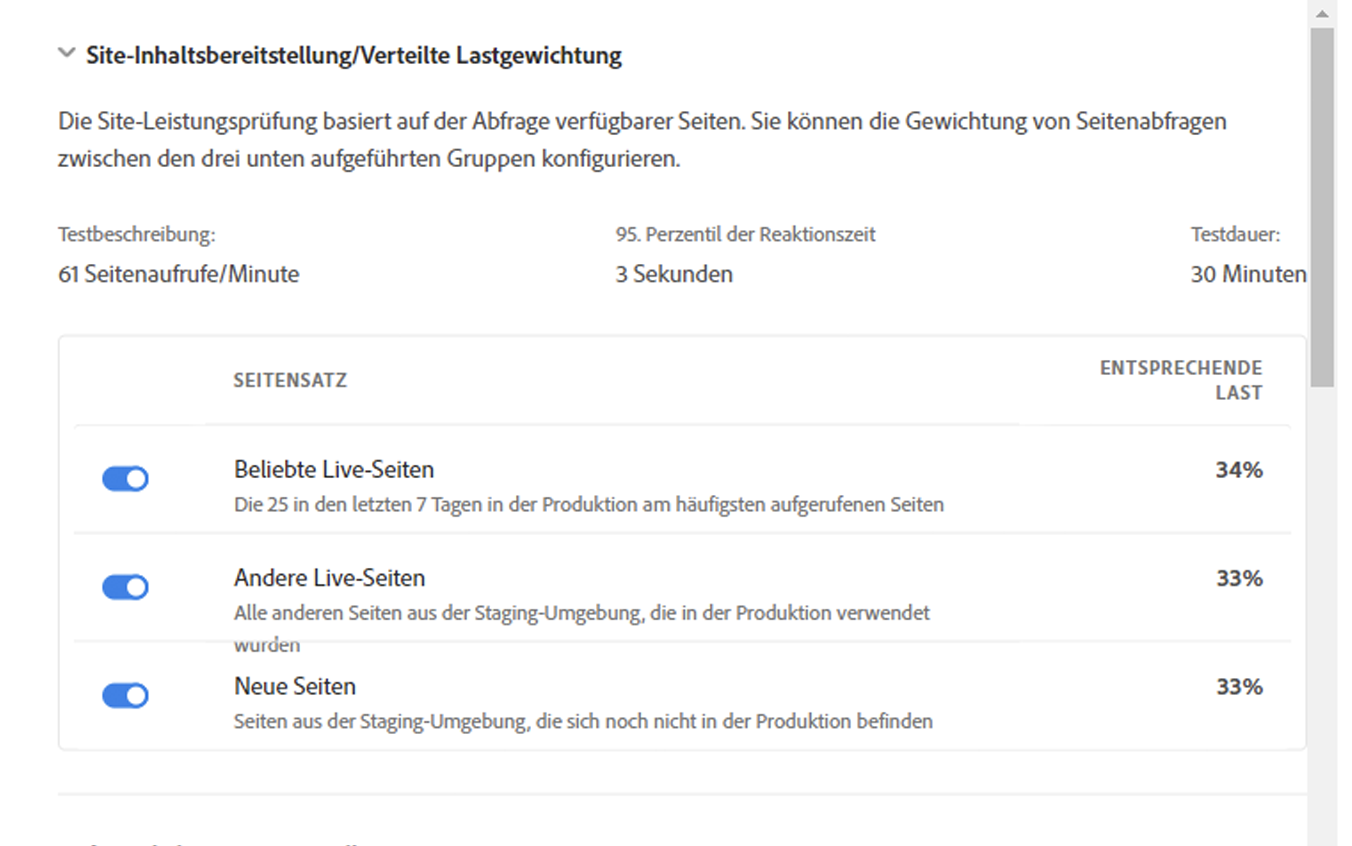 Site-Inhaltsbereitstellung/Verteilte Lastgewichtung
Die Site-Leistungsprüfung basiert auf der Abfrage verfügbarer Seiten. Sie können die Gewichtung von Seitenabfragen
zwischen den drei unten aufgeführten Gruppen konfigurieren.
Testbeschreibung:
61 Seitenaufrufe/Minute
95. Perzentil der Reaktionszeit
3 Sekunden
Testdauer:
30 Minuten
SEITENSATZ
ENTSPRECHENDE
LAST
Beliebte Live-Seiten
34%
Die 25 in den letzten 7 Tagen in der Produktion am häufigsten aufgerufenen Seiten
Andere Live-Seiten
33%
Alle anderen Seiten aus der Staging-Umgebung, die in der Produktion verwendet
wurden
Neue Seiten
33%
Seiten aus der Staging-Umgebung, die sich noch nicht in der Produktion befinden